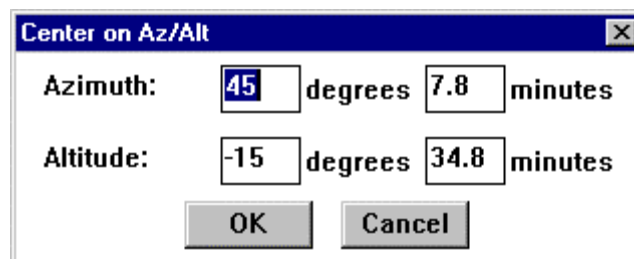 Center on Az/Alt
Azimuth: 45 degrees 7.8 minutes
Altitude: -15 degrees 34.8 minutes
OK Cancel